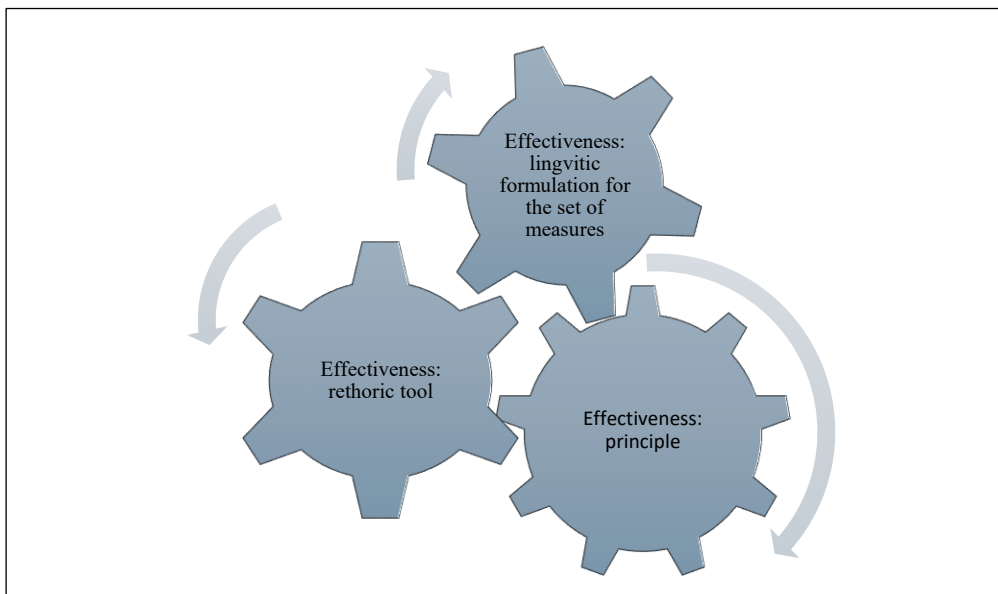 Effectiveness:
lingvitic
formulation for
the set of
measures
Effectiveness:
rethoric tool
Effectiveness:
principle